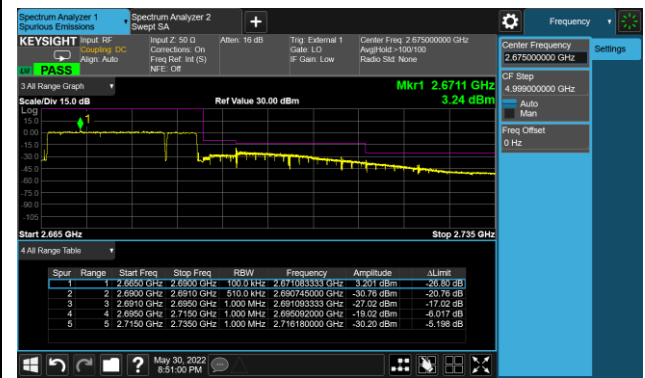 Spectrum Analyzer 1
Spurious Emissions
Spectrum Analyzer 2
Swept SA
Frequency
KEYSIGHT
Input: RF
Coupling: DC
Align: Auto
Input Z: 50 Ω
Corrections: On
Freq Ref: Int (S)
NFE: Off
Atten: 16 dB
Trig: External 1
Gate: LO
IF Gain: Low
Center Freq: 2.675000000 GHz
Avg|Hold:>100/100
Radio Std: None
PASS
Center Frequency
2.675000000 GHz
Settings
CF Step
4.999000000 GHz
Auto
Man
Freq Offset
0 Hz
3 All Range Graph
Mkr1 2.6711 GHz
Scale/Div 15.0 dB
Ref Value 30.00 dBm
3.24 dBm
Log
15.0
0.00
-15.0
-30.0
-45.0
-60.0
-75.0
-90.0
-105
1
Start 2.665 GHz
Stop 2.735 GHz
4 All Range Table
Spur Range Start Freq Stop Freq RBW Frequency Amplitude ΔLimit
1 1 2.6650 GHz 2.6900 GHz 100.0 kHz 2.671083333 GHz 3.201 dBm -26.80 dB
2 2 2.6900 GHz 2.6910 GHz 510.0 kHz 2.690745000 GHz -30.76 dBm -20.76 dB
3 3 2.6910 GHz 2.6950 GHz 1.000 MHz 2.691093333 GHz -27.02 dBm -17.02 dB
4 4 2.6950 GHz 2.7150 GHz 1.000 MHz 2.695092000 GHz -19.02 dBm -6.017 dB
5 5 2.7150 GHz 2.7350 GHz 1.000 MHz 2.716180000 GHz -30.20 dBm -5.198 dB
May 30, 2022
8:51:00 PM